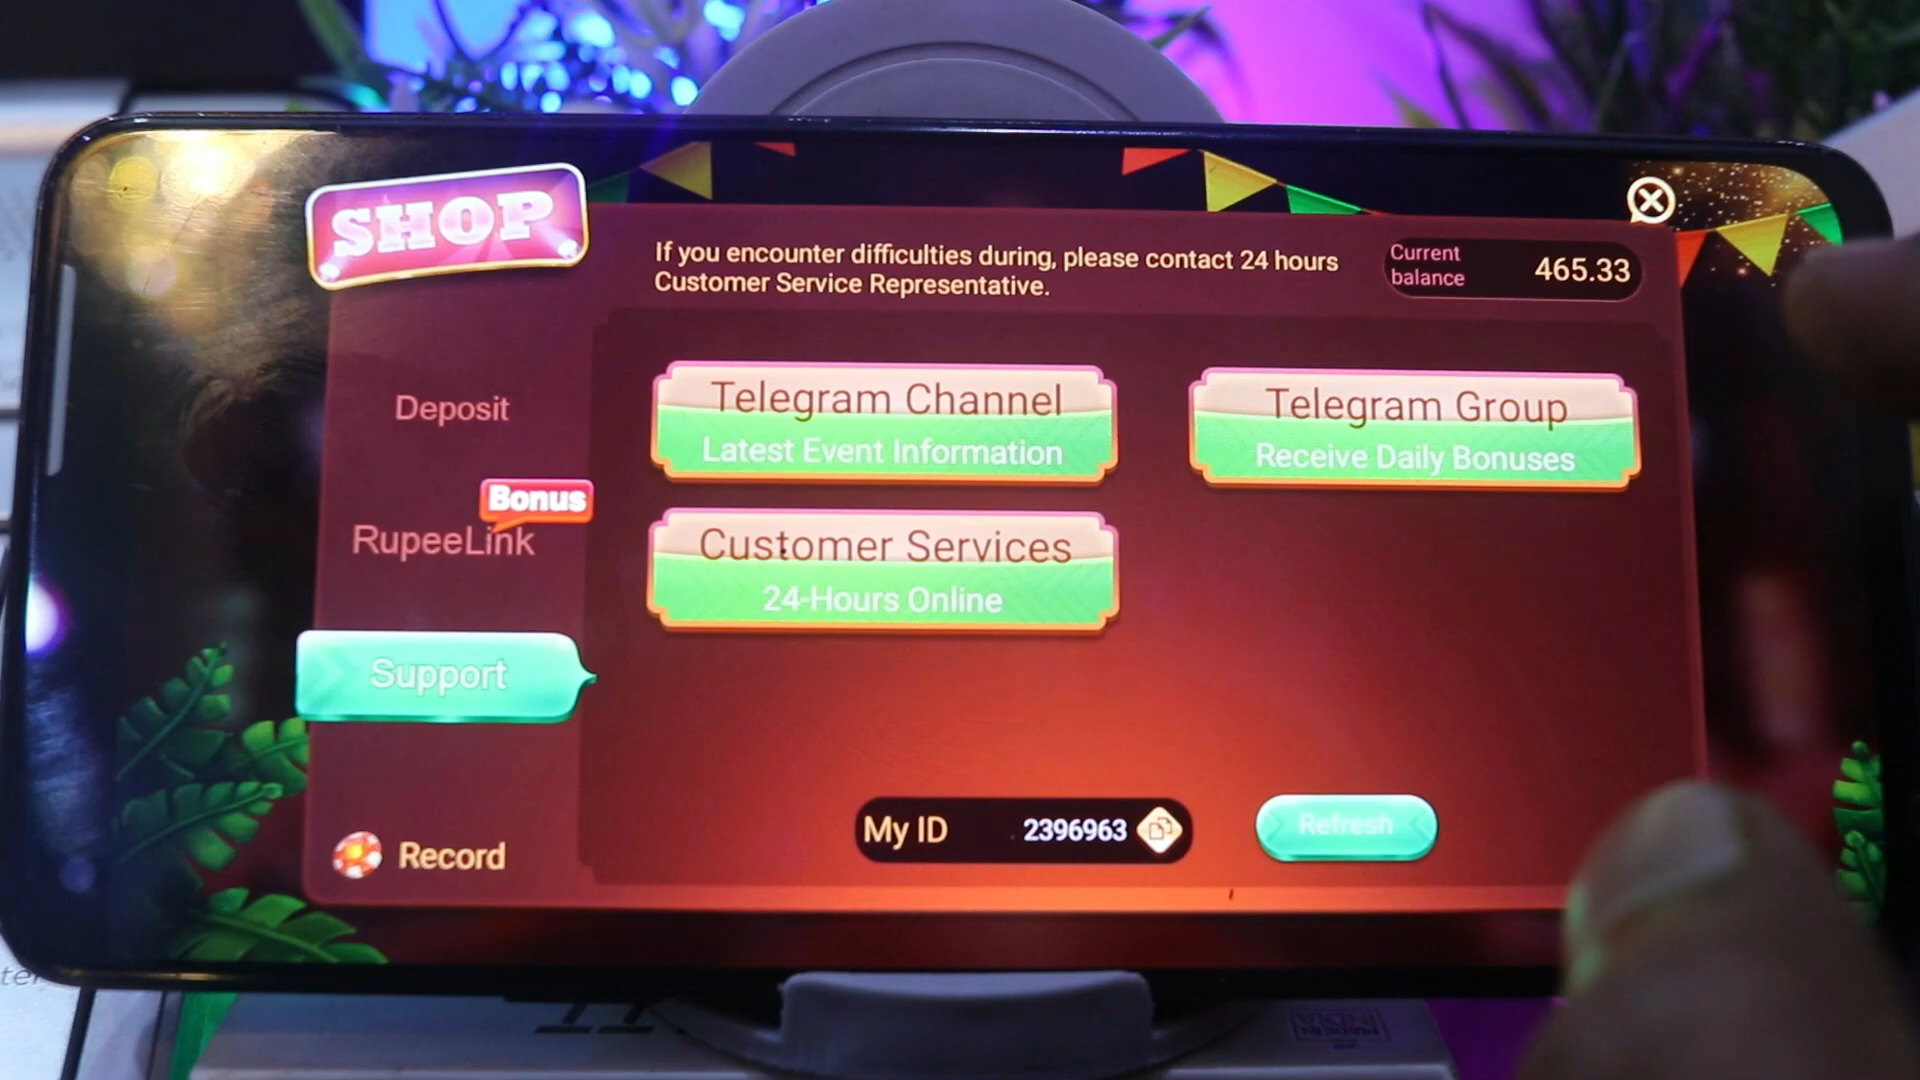 SHOP
If you encounter difficulties during, please contact 24 hours
Customer Service Representative.
Current
balance
465.33
Deposit
Bonus
RupeeLink
Support
Record
Telegram Channel
Latest Event Information
Telegram Group
Receive Daily Bonuses
Customer Services
24-Hours Online
My ID 2396963
Refresh